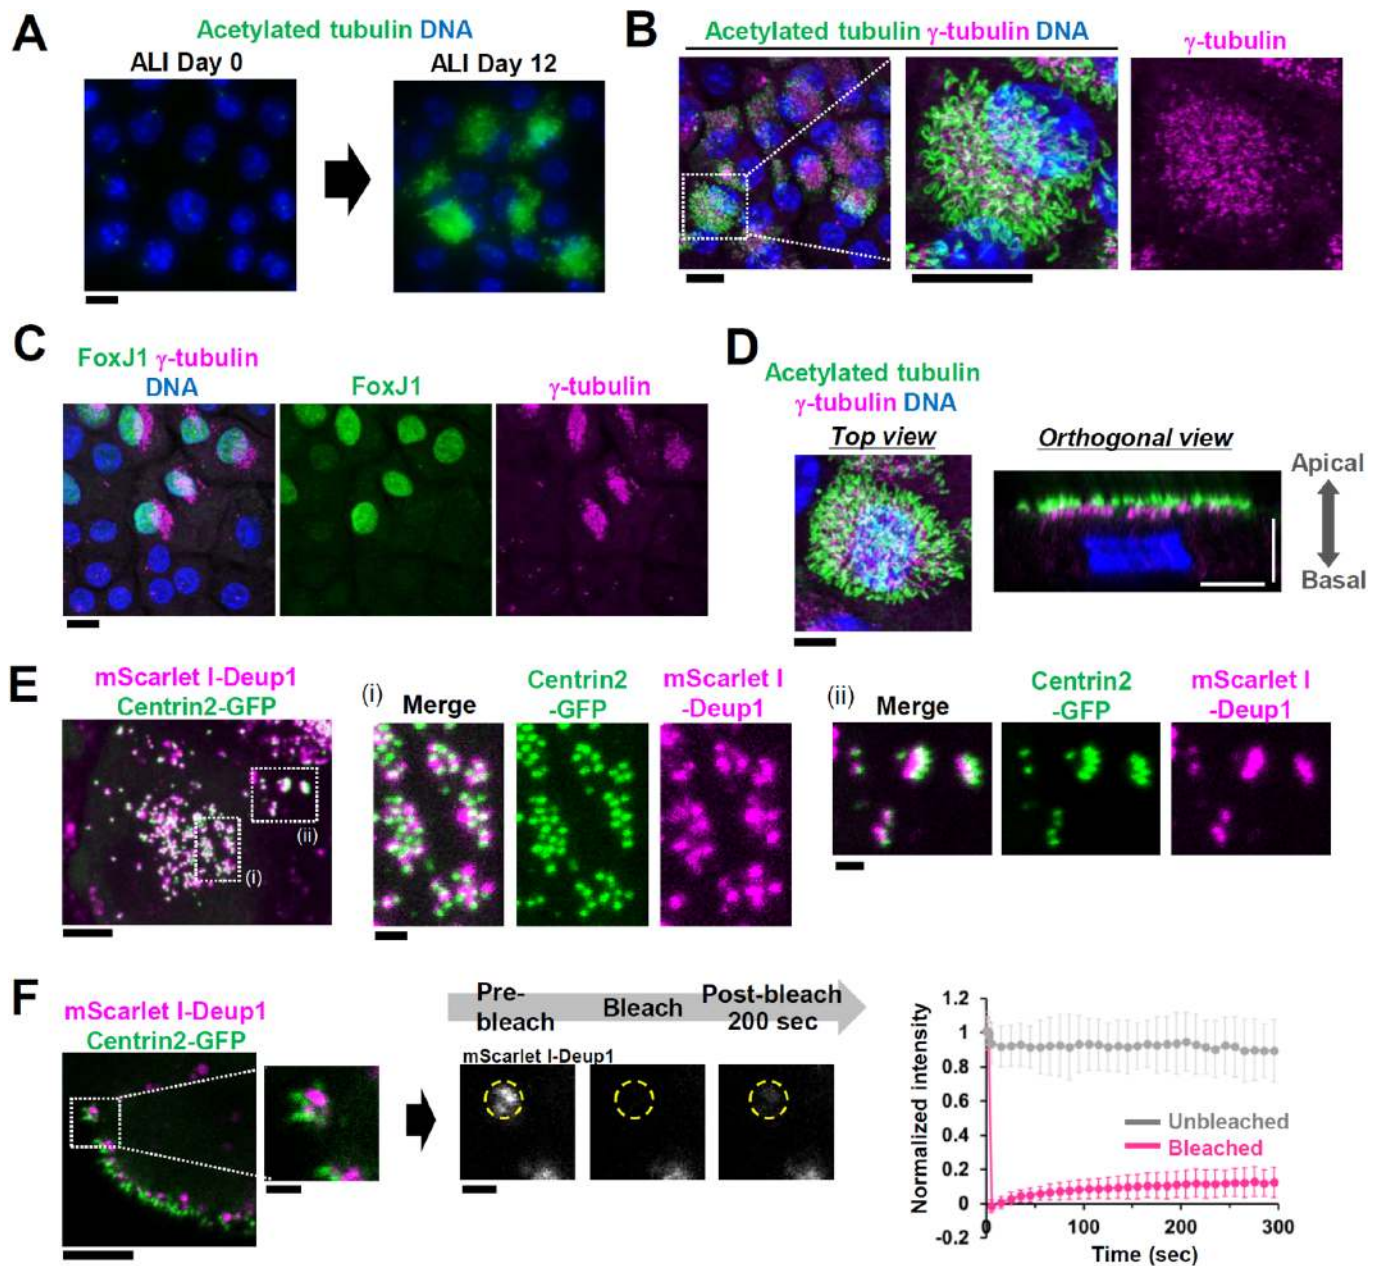 A
Acetylated tubulin DNA
ALI Day 0
ALI Day 12
B
Acetylated tubulin γ-tubulin DNA
γ-tubulin
C
FoxJ1 γ-tubulin
DNA
FoxJ1
γ-tubulin
D
Acetylated tubulin
γ-tubulin DNA
Top view
Orthogonal view
Apical
Basal
E
mScarlet I-Deup1
Centrin2-GFP
(i)
(ii)
(i)
Merge
Centrin2
-GFP
mScarlet I
-Deup1
(ii)
Merge
Centrin2
-GFP
mScarlet I
-Deup1
F
mScarlet I-Deup1
Centrin2-GFP
Pre-
bleach
Bleach
Post-bleach
200 sec
mScarlet I-Deup1
Normalized intensity
1.2
1
0.8
0.6
0.4
0.2
0
-0.2
Unbleached
Bleached
0
100
200
300
Time (sec)